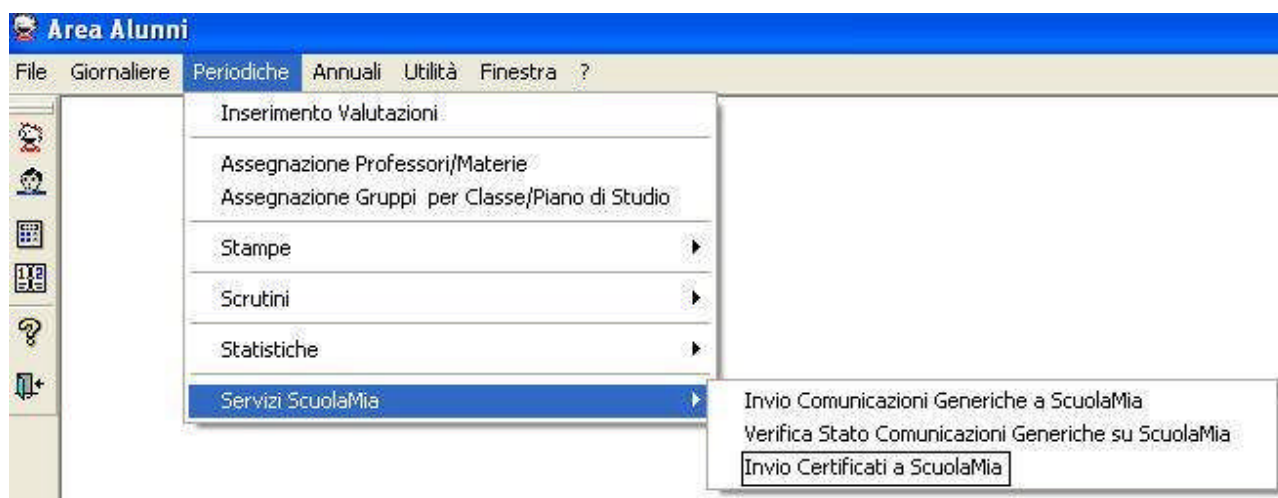 Area Alunni
File Giornaliere Periodiche Annuali Utilità Finestra ?
Inserimento Valutazioni
Assegnazione Professori/Materie
Assegnazione Gruppi per Classe/Piano di Studio
Stampe
Scrutini
Statistiche
Servizi ScuolaMia
Invio Comunicazioni Generiche a ScuolaMia
Verifica Stato Comunicazioni Generiche su ScuolaMia
Invio Certificati a ScuolaMia